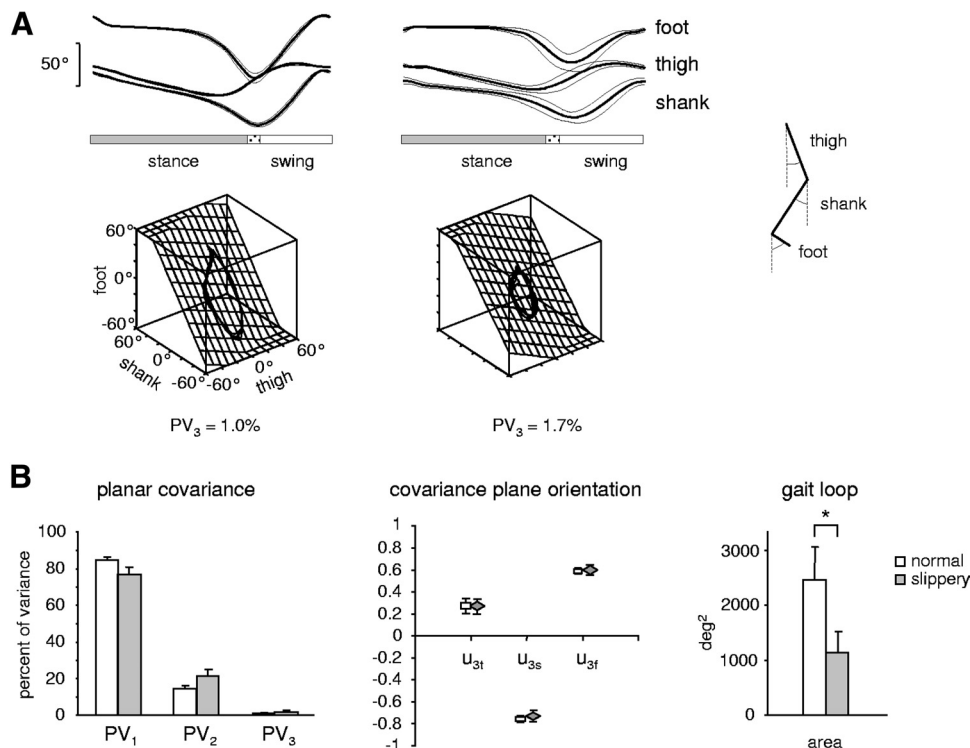 A
50°
foot
thigh
shank
stance
swing
stance
swing
thigh
shank
foot
60°
0°
-60°
foot
60°
0°
-60°
shank
-60°
0°
60°
thigh
PV3 = 1.0%
PV3 = 1.7%
B
planar covariance
percent of variance
100
80
60
40
20
0
PV1
PV2
PV3
covariance plane orientation
1
0.8
0.6
0.4
0.2
0
-0.2
-0.4
-0.6
-0.8
-1
u3t
u3s
u3f
gait loop
*
deg²
3000
2000
1000
0
area
normal
slippery